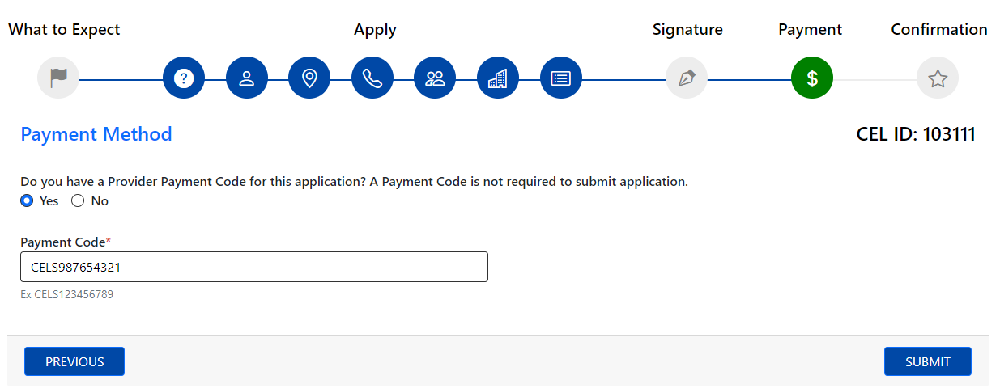 What to Expect Apply Signature Payment Confirmation
? $
Payment Method CEL ID: 103111
Do you have a Provider Payment Code for this application? A Payment Code is not required to submit application.
Yes No
Payment Code*
CELS987654321
Ex CELS123456789
PREVIOUS SUBMIT